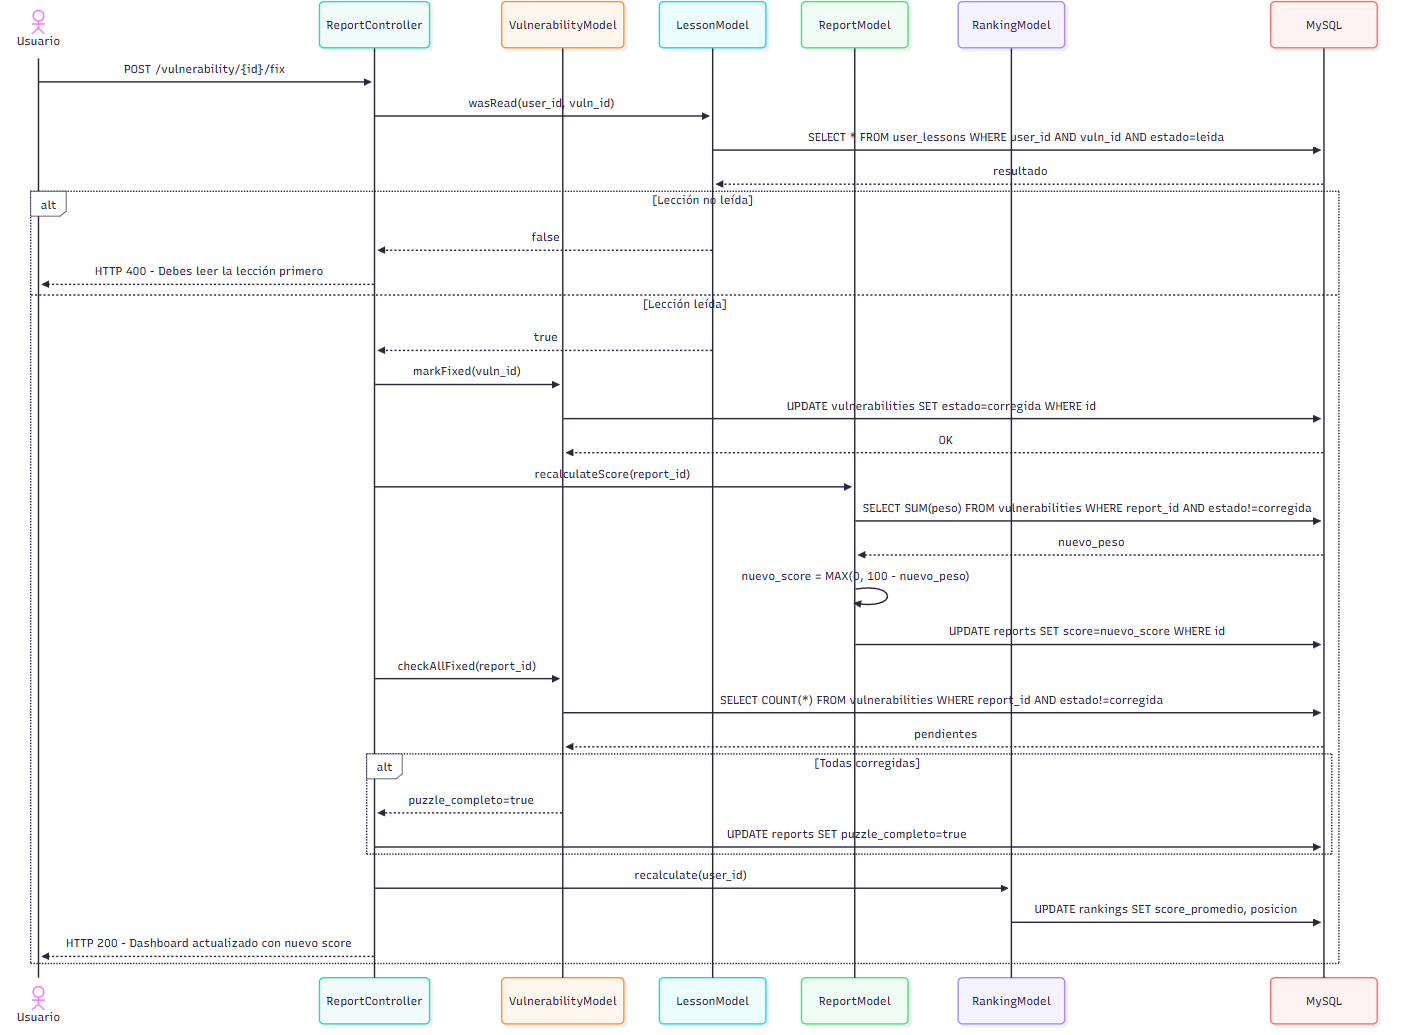 Usuario
ReportController
VulnerabilityModel
LessonModel
ReportModel
RankingModel
MySQL
POST /vulnerability/{id}/fix
wasRead(user_id, vuln_id)
SELECT * FROM user_lessons WHERE user_id AND vuln_id AND estado=leida
resultado
alt
[Lección no leída]
false
HTTP 400 - Debes leer la lección primero
[Lección leída]
true
markFixed(vuln_id)
UPDATE vulnerabilities SET estado=corregida WHERE id
OK
recalculateScore(report_id)
SELECT SUM(peso) FROM vulnerabilities WHERE report_id AND estado!=corregida
nuevo_peso
nuevo_score = MAX(0, 100 - nuevo_peso)
UPDATE reports SET score=nuevo_score WHERE id
checkAllFixed(report_id)
SELECT COUNT(*) FROM vulnerabilities WHERE report_id AND estado!=corregida
pendientes
alt
[Todas corregidas]
puzzle_completo=true
UPDATE reports SET puzzle_completo=true
recalculate(user_id)
UPDATE rankings SET score_promedio, posicion
HTTP 200 - Dashboard actualizado con nuevo score
Usuario
ReportController
VulnerabilityModel
LessonModel
ReportModel
RankingModel
MySQL